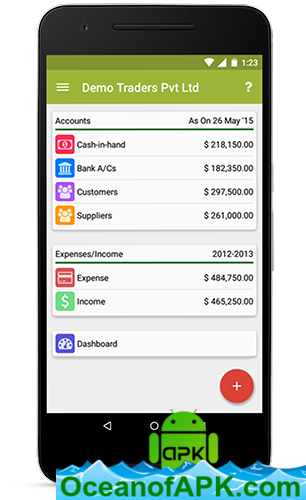 1:23
Demo Traders Pvt Ltd ?
Accounts As On 26 May '15
Cash-in-hand $ 218,150.00
Bank A/Cs $ 182,350.00
Customers $ 297,500.00
Suppliers $ 261,000.00
Expenses/Income 2012-2013
Expense $ 484,750.00
$ Income $ 465,250.00
Dashboard
+
APK
OceanofAPK.com